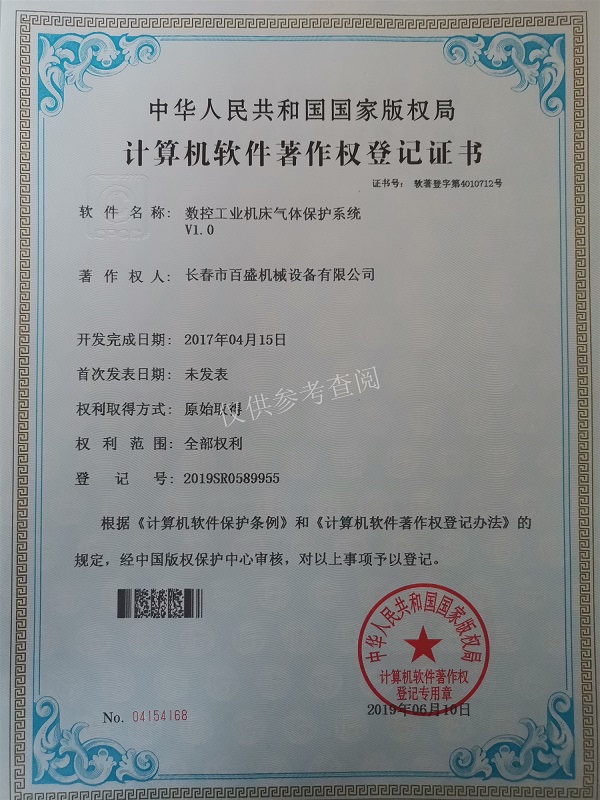 中华人民共和国国家版权局
计算机软件著作权登记证书
证书号： 软著登字第4010712号
CPCC
软件名称： 数控工业机床气体保护系统
V1.0
著作权人： 长春市百盛机械设备有限公司
开发完成日期： 2017年04月15日
首次发表日期： 未发表
仅供参考查阅
权利取得方式： 原始取得
权利范围： 全部权利
登记号： 2019SR0589955
根据《计算机软件保护条例》和《计算机软件著作权登记办法》的
规定，经中国版权保护中心审核，对以上事项予以登记。
中华人民共和国国家版权局
计算机软件著作权
登记专用章
2019年06月10日
No. 04154168